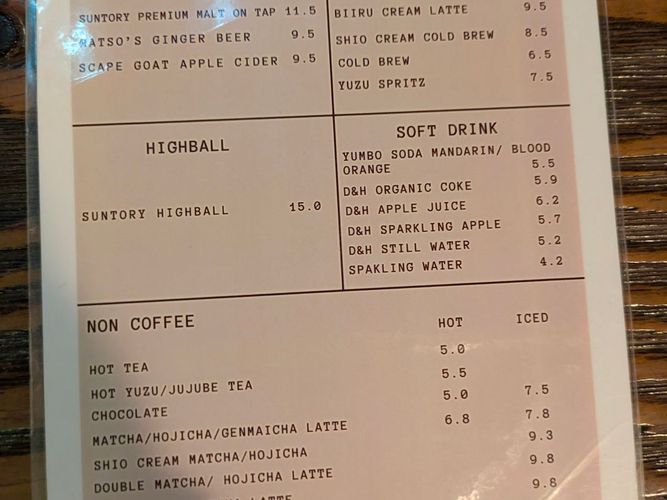 SUNTORY PREMIUM MALT ON TAP 11.5
MATSO'S GINGER BEER 9.5
SCAPE GOAT APPLE CIDER 9.5
BIIRU CREAM LATTE 9.5
SHIO CREAM COLD BREW 8.5
COLD BREW 6.5
YUZU SPRITZ 7.5
HIGHBALL
SUNTORY HIGHBALL 15.0
SOFT DRINK
YUMBO SODA MANDARIN/ BLOOD
ORANGE 5.5
D&H ORGANIC COKE 5.9
D&H APPLE JUICE 6.2
D&H SPARKLING APPLE 5.7
D&H STILL WATER 5.2
SPAKLING WATER 4.2
NON COFFEE HOT ICED
HOT TEA 5.0
HOT YUZU/JUJUBE TEA 5.5
CHOCOLATE 5.0 7.5
MATCHA/HOJICHA/GENMAICHA LATTE 6.8 7.8
SHIO CREAM MATCHA/HOJICHA 9.3
DOUBLE MATCHA/ HOJICHA LATTE 9.8
LATTE 9.8